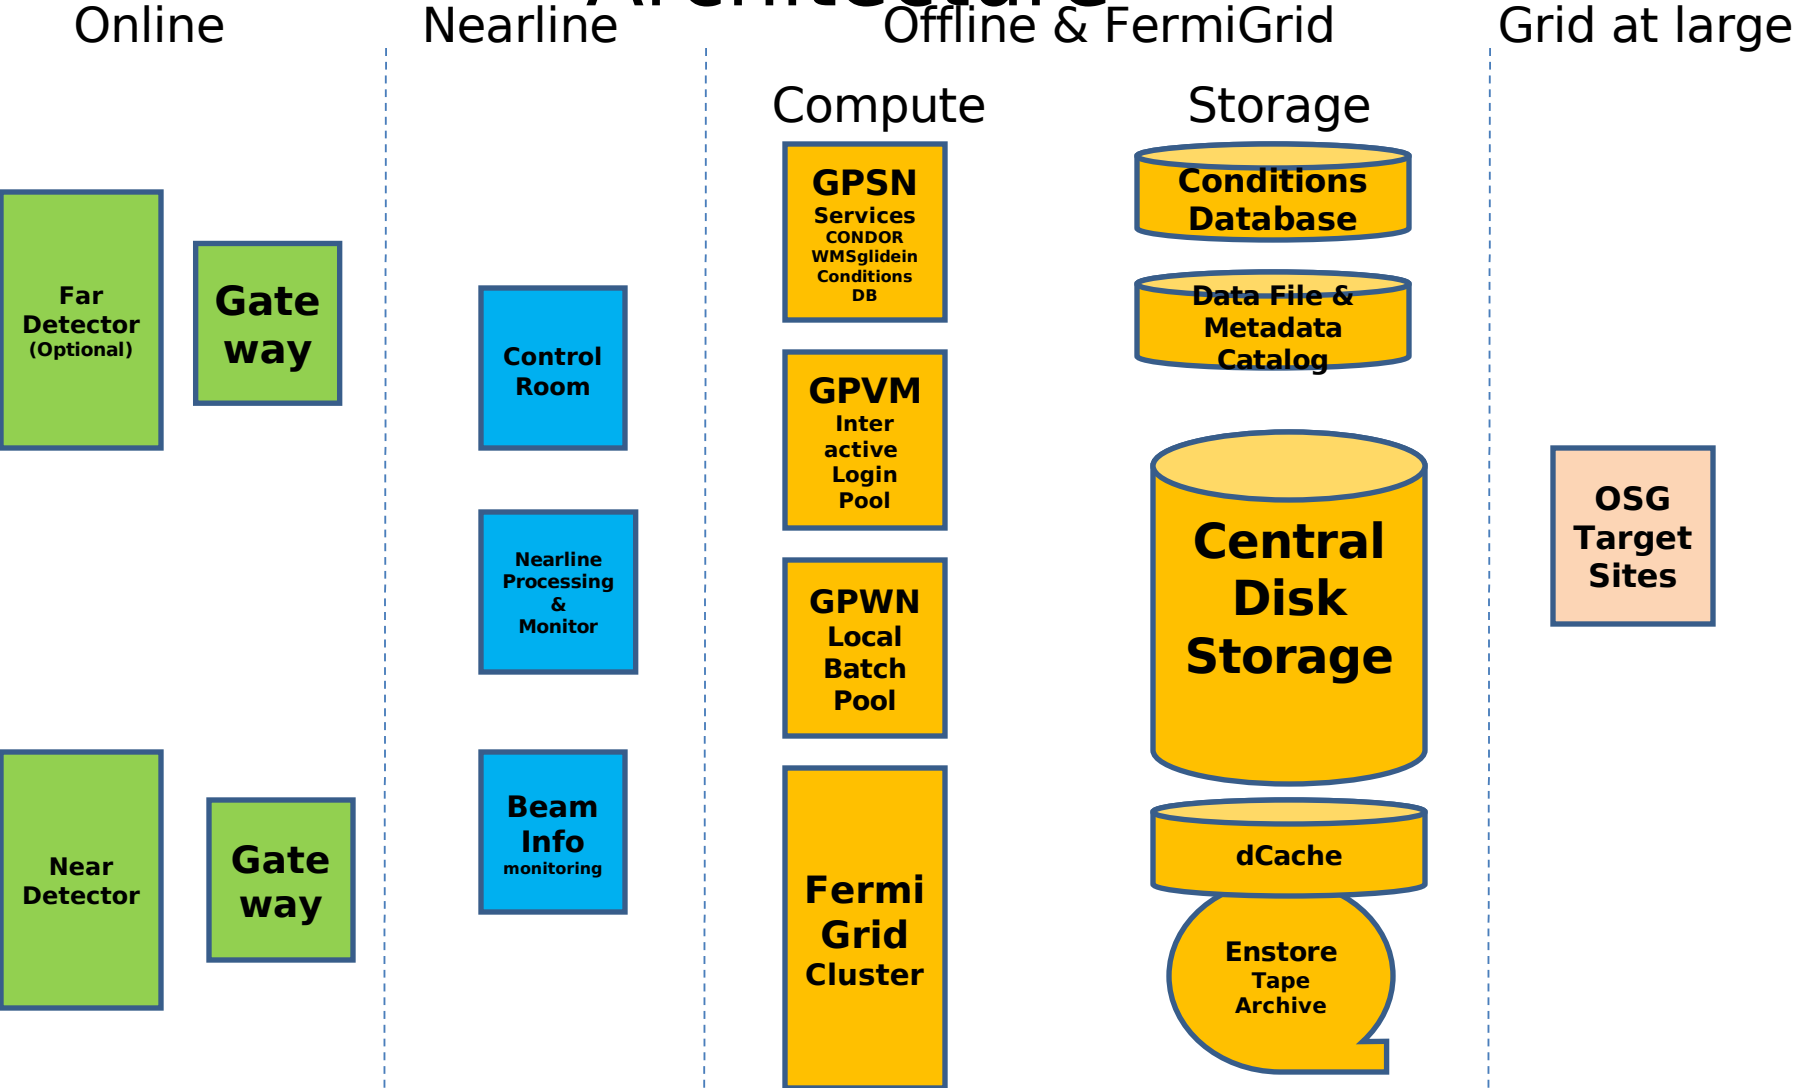 Architecture
Online
Nearline
Offline & FermiGrid
Grid at large
Compute
Storage
Far
Detector
(Optional)
Gate
way
Near
Detector
Gate
way
Control
Room
Nearline
Processing
&
Monitor
Beam
Info
monitoring
GPSN
Services
CONDOR
WMSglidein
Conditions
DB
GPVM
Inter
active
Login
Pool
GPWN
Local
Batch
Pool
Fermi
Grid
Cluster
Conditions
Database
Data File &
Metadata
Catalog
Central
Disk
Storage
dCache
Enstore
Tape
Archive
OSG
Target
Sites